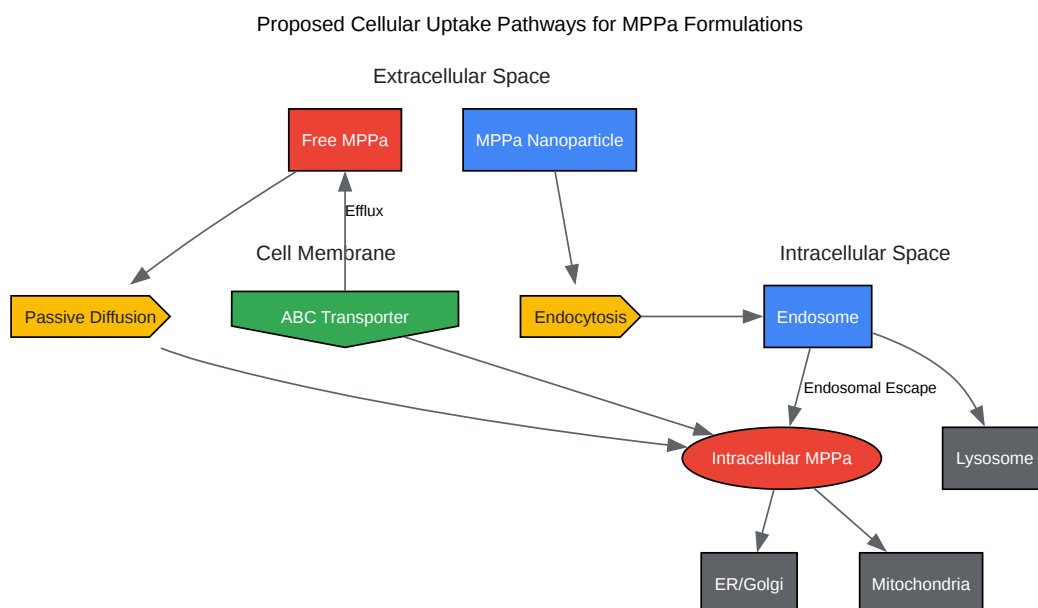 Proposed Cellular Uptake Pathways for MPPa Formulations
Extracellular Space
Free MPPa
MPPa Nanoparticle
Efflux
Cell Membrane
Intracellular Space
Passive Diffusion
ABC Transporter
Endocytosis
Endosome
Endosomal Escape
Intracellular MPPa
Lysosome
ER/Golgi
Mitochondria